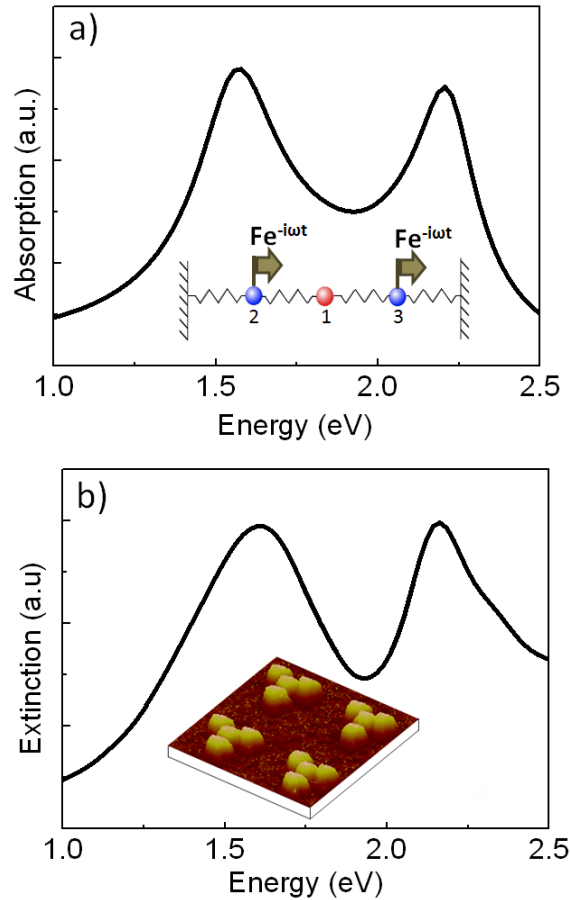 a)
Absorption (a.u.)
Fe-iωt Fe-iωt
2 1 3
1.0 1.5 2.0 2.5
Energy (eV)
b)
Extinction (a.u)
1.0 1.5 2.0 2.5
Energy (eV)